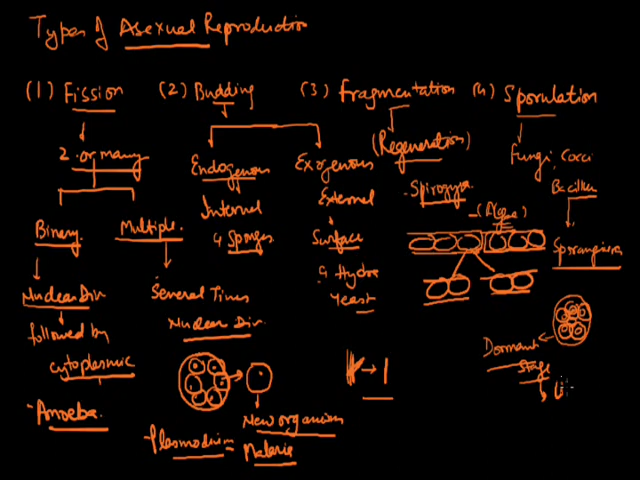 Types of Asexual Reproduction
(1) Fission
2 or many
Binary
Nuclear Div
followed by
cytoplasmic
- Amoeba
Multiple
Several Times
Nuclear Div.
New organism
- Plasmodium = Malaria
(2) Budding
Endogenous
Internal
Sponges
Exogenous
External
Surface
Hydra
Yeast
(3) Fragmentation
(Regeneration)
- Spirogyra
- (Algae)
(4) Sporulation
Fungi, Cocci
Bacillus
Sporangium
Dormant
stage